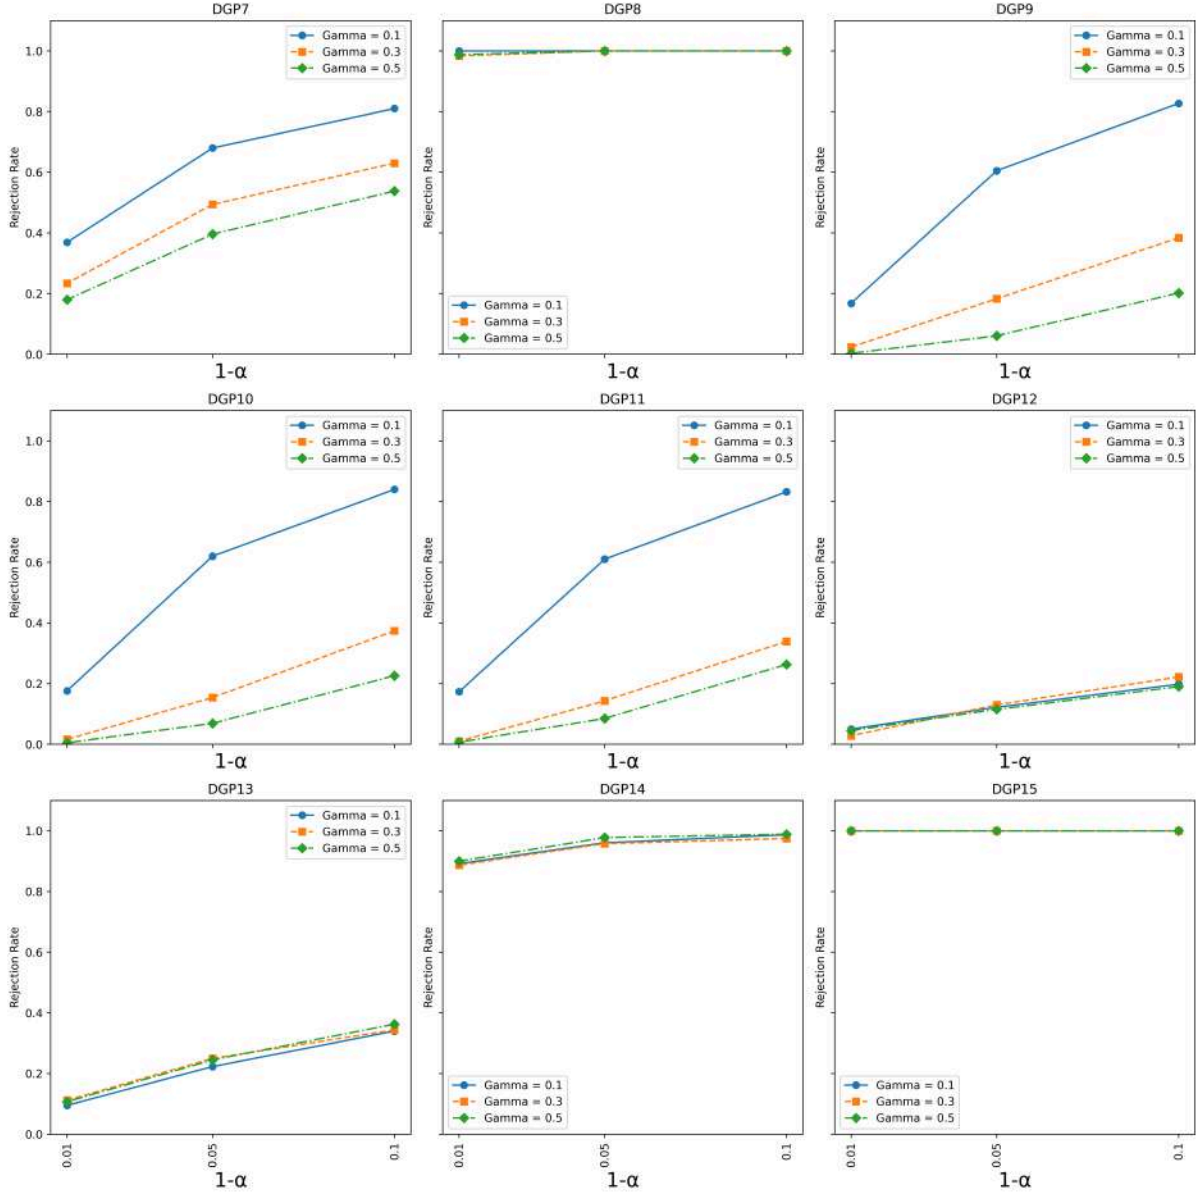 DGP7
DGP8
DGP9
Rejection Rate
1.0
0.8
0.6
0.4
0.2
0.0
Gamma = 0.1
Gamma = 0.3
Gamma = 0.5
1-α
Rejection Rate
Gamma = 0.1
Gamma = 0.3
Gamma = 0.5
1-α
Rejection Rate
Gamma = 0.1
Gamma = 0.3
Gamma = 0.5
1-α
DGP10
DGP11
DGP12
Rejection Rate
1.0
0.8
0.6
0.4
0.2
0.0
Gamma = 0.1
Gamma = 0.3
Gamma = 0.5
1-α
Rejection Rate
Gamma = 0.1
Gamma = 0.3
Gamma = 0.5
1-α
Rejection Rate
Gamma = 0.1
Gamma = 0.3
Gamma = 0.5
1-α
DGP13
DGP14
DGP15
Rejection Rate
1.0
0.8
0.6
0.4
0.2
0.0
Gamma = 0.1
Gamma = 0.3
Gamma = 0.5
0.01
0.05
0.1
1-α
Rejection Rate
Gamma = 0.1
Gamma = 0.3
Gamma = 0.5
0.01
0.05
0.1
1-α
Rejection Rate
Gamma = 0.1
Gamma = 0.3
Gamma = 0.5
0.01
0.05
0.1
1-α